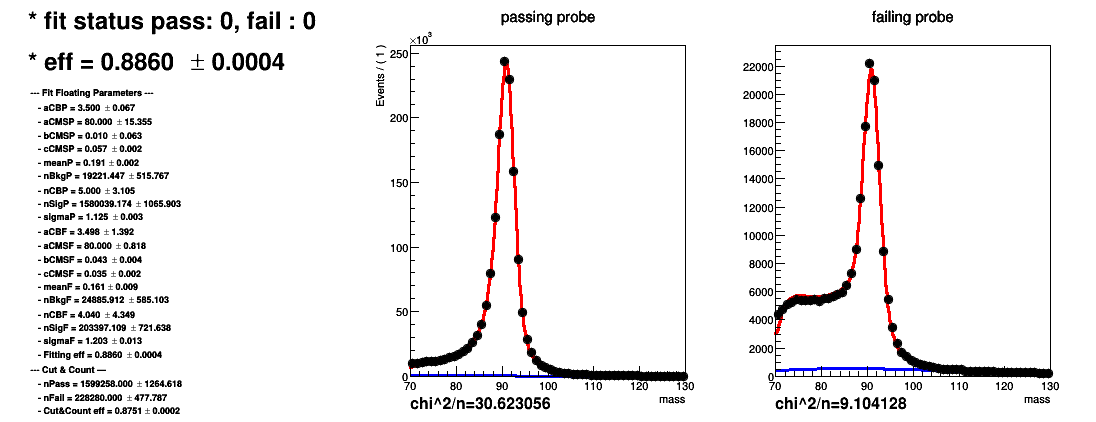 * fit status pass: 0, fail : 0
* eff = 0.8860 ± 0.0004
--- Fit Floating Parameters ---
- aCBP = 3.500 ± 0.067
- aCMSP = 80.000 ± 15.355
- bCMSP = 0.010 ± 0.063
- cCMSP = 0.057 ± 0.002
- meanP = 0.191 ± 0.002
- nBkgP = 19221.447 ± 515.767
- nCBP = 5.000 ± 3.105
- nSigP = 1580039.174 ± 1065.903
- sigmaP = 1.125 ± 0.003
- aCBF = 3.498 ± 1.392
- aCMSF = 80.000 ± 0.818
- bCMSF = 0.043 ± 0.004
- cCMSF = 0.035 ± 0.002
- meanF = 0.161 ± 0.009
- nBkgF = 24885.912 ± 585.103
- nCBF = 4.040 ± 4.349
- nSigF = 203397.109 ± 721.638
- sigmaF = 1.203 ± 0.013
- Fitting eff = 0.8860 ± 0.0004
--- Cut & Count ---
- nPass = 1599258.000 ± 1264.618
- nFail = 228280.000 ± 477.787
- Cut&Count eff = 0.8751 ± 0.0002
passing probe
×10³
Events / ( 1 )
200
150
100
50
0
70 80 90 100 110 120 130
mass
chi^2/n=30.623056
failing probe
22000
20000
18000
16000
14000
12000
10000
8000
6000
4000
2000
0
70 80 90 100 110 120 130
mass
chi^2/n=9.104128